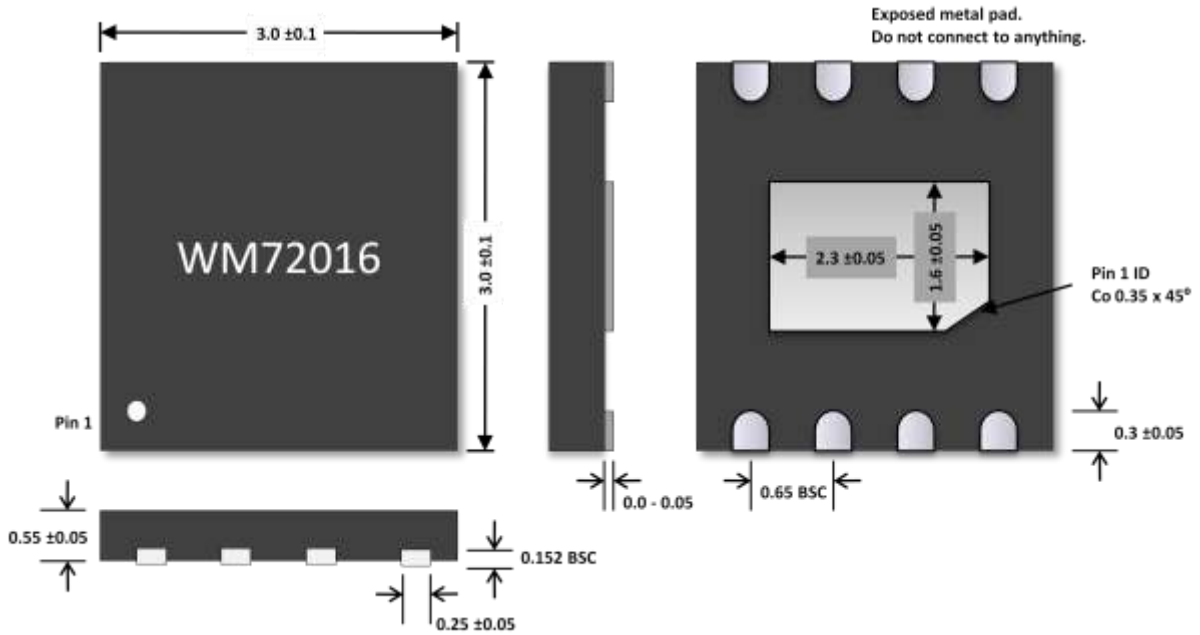 3.0 ±0.1
Exposed metal pad.
Do not connect to anything.
WM72016
3.0 ±0.1
2.3 ±0.05
1.6 ±0.05
Pin 1 ID
Co 0.35 x 45⁰
Pin 1
0.3 ±0.05
0.65 BSC
0.0 - 0.05
0.55 ±0.05
0.152 BSC
0.25 ±0.05